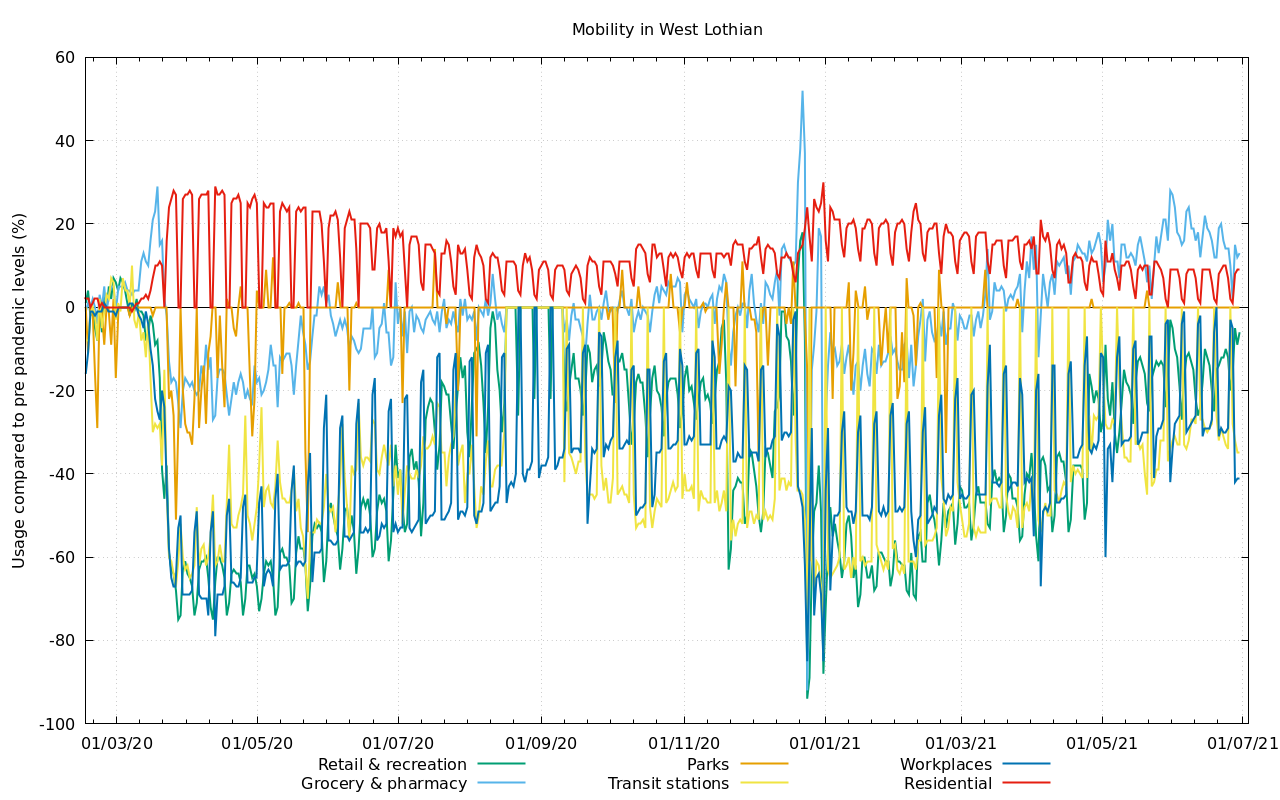 Mobility in West Lothian
Usage compared to pre pandemic levels (%)
60
40
20
0
-20
-40
-60
-80
-100
01/03/20 01/05/20 01/07/20 01/09/20 01/11/20 01/01/21 01/03/21 01/05/21 01/07/21
Retail & recreation Parks Workplaces
Grocery & pharmacy Transit stations Residential